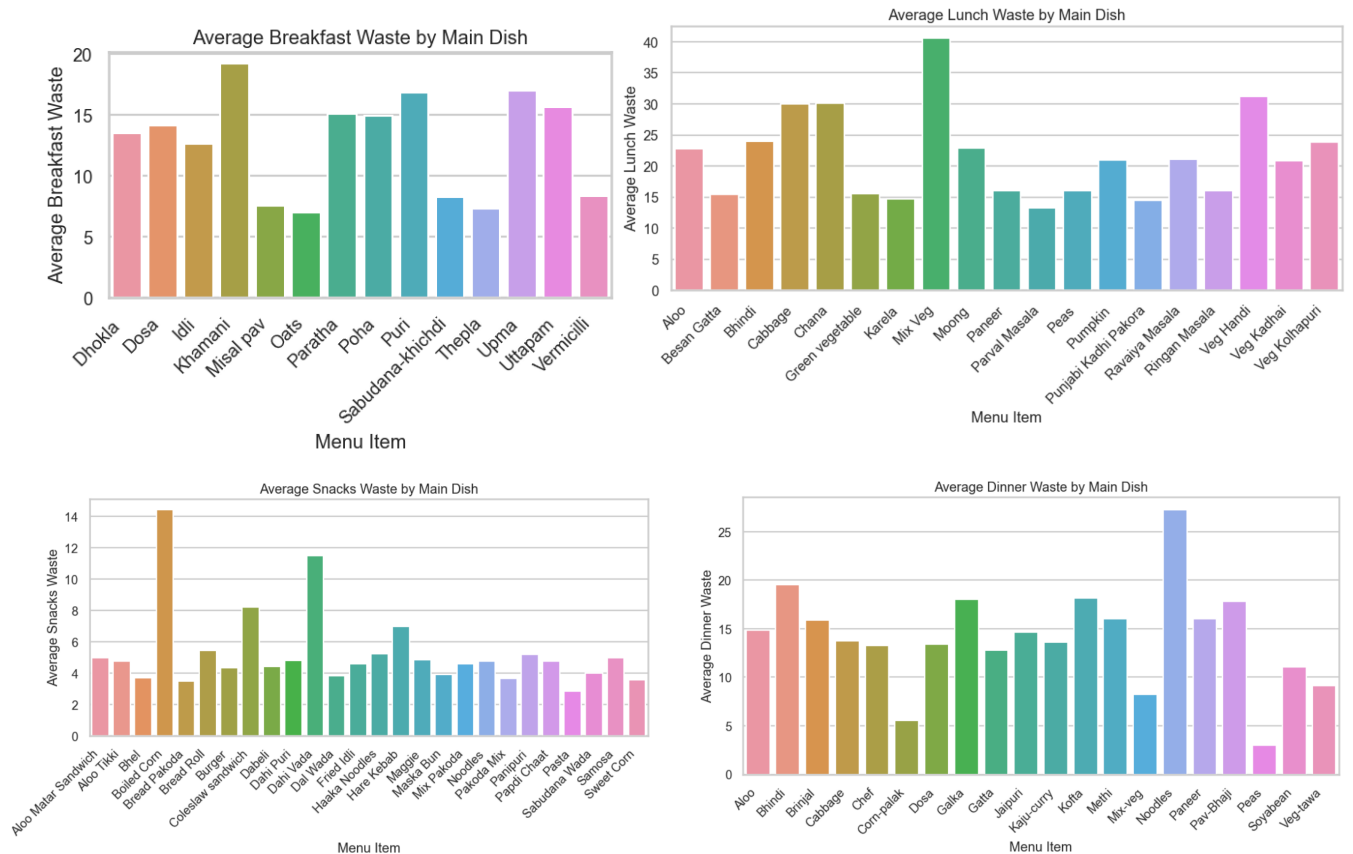 Average Breakfast Waste by Main Dish
Average Breakfast Waste
20
15
10
5
0
Dhokla
Dosa
Idli
Khamani
Misal pav
Oats
Paratha
Poha
Puri
Sabudana-khichdi
Thepla
Upma
Uttapam
Vermicilli
Menu Item
Average Lunch Waste by Main Dish
Average Lunch Waste
40
35
30
25
20
15
10
5
0
Aloo
Besan Gatta
Bhindi
Cabbage
Chana
Green vegetable
Karela
Mix Veg
Moong
Paneer
Parval Masala
Peas
Pumpkin
Punjabi Kadhi Pakora
Ravaiya Masala
Ringan Masala
Veg Handi
Veg Kadhai
Veg Kolhapuri
Menu Item
Average Snacks Waste by Main Dish
Average Snacks Waste
14
12
10
8
6
4
2
0
Aloo Matar Sandwich
Aloo Tikki
Bhel
Boiled Corn
Bread Pakoda
Bread Roll
Burger
Coleslaw sandwich
Dabeli
Dahi Puri
Dahi Vada
Dal Wada
Fried Idli
Haaka Noodles
Hare Kebab
Maggie
Maska Bun
Mix Pakoda
Noodles
Pakoda Mix
Panipuri
Papdi Chaat
Pasta
Sabudana Wada
Samosa
Swet Corn
Menu Item
Average Dinner Waste by Main Dish
Average Dinner Waste
25
20
15
10
5
0
Aloo
Bhindi
Brinjal
Cabbage
Chef
Corn-palak
Dosa
Galka
Gatta
Jaipuri
Kaju-curry
Kofta
Methi
Mix-veg
Noodles
Paneer
Pav-Bhaji
Peas
Soyabean
Veg-tawa
Menu Item